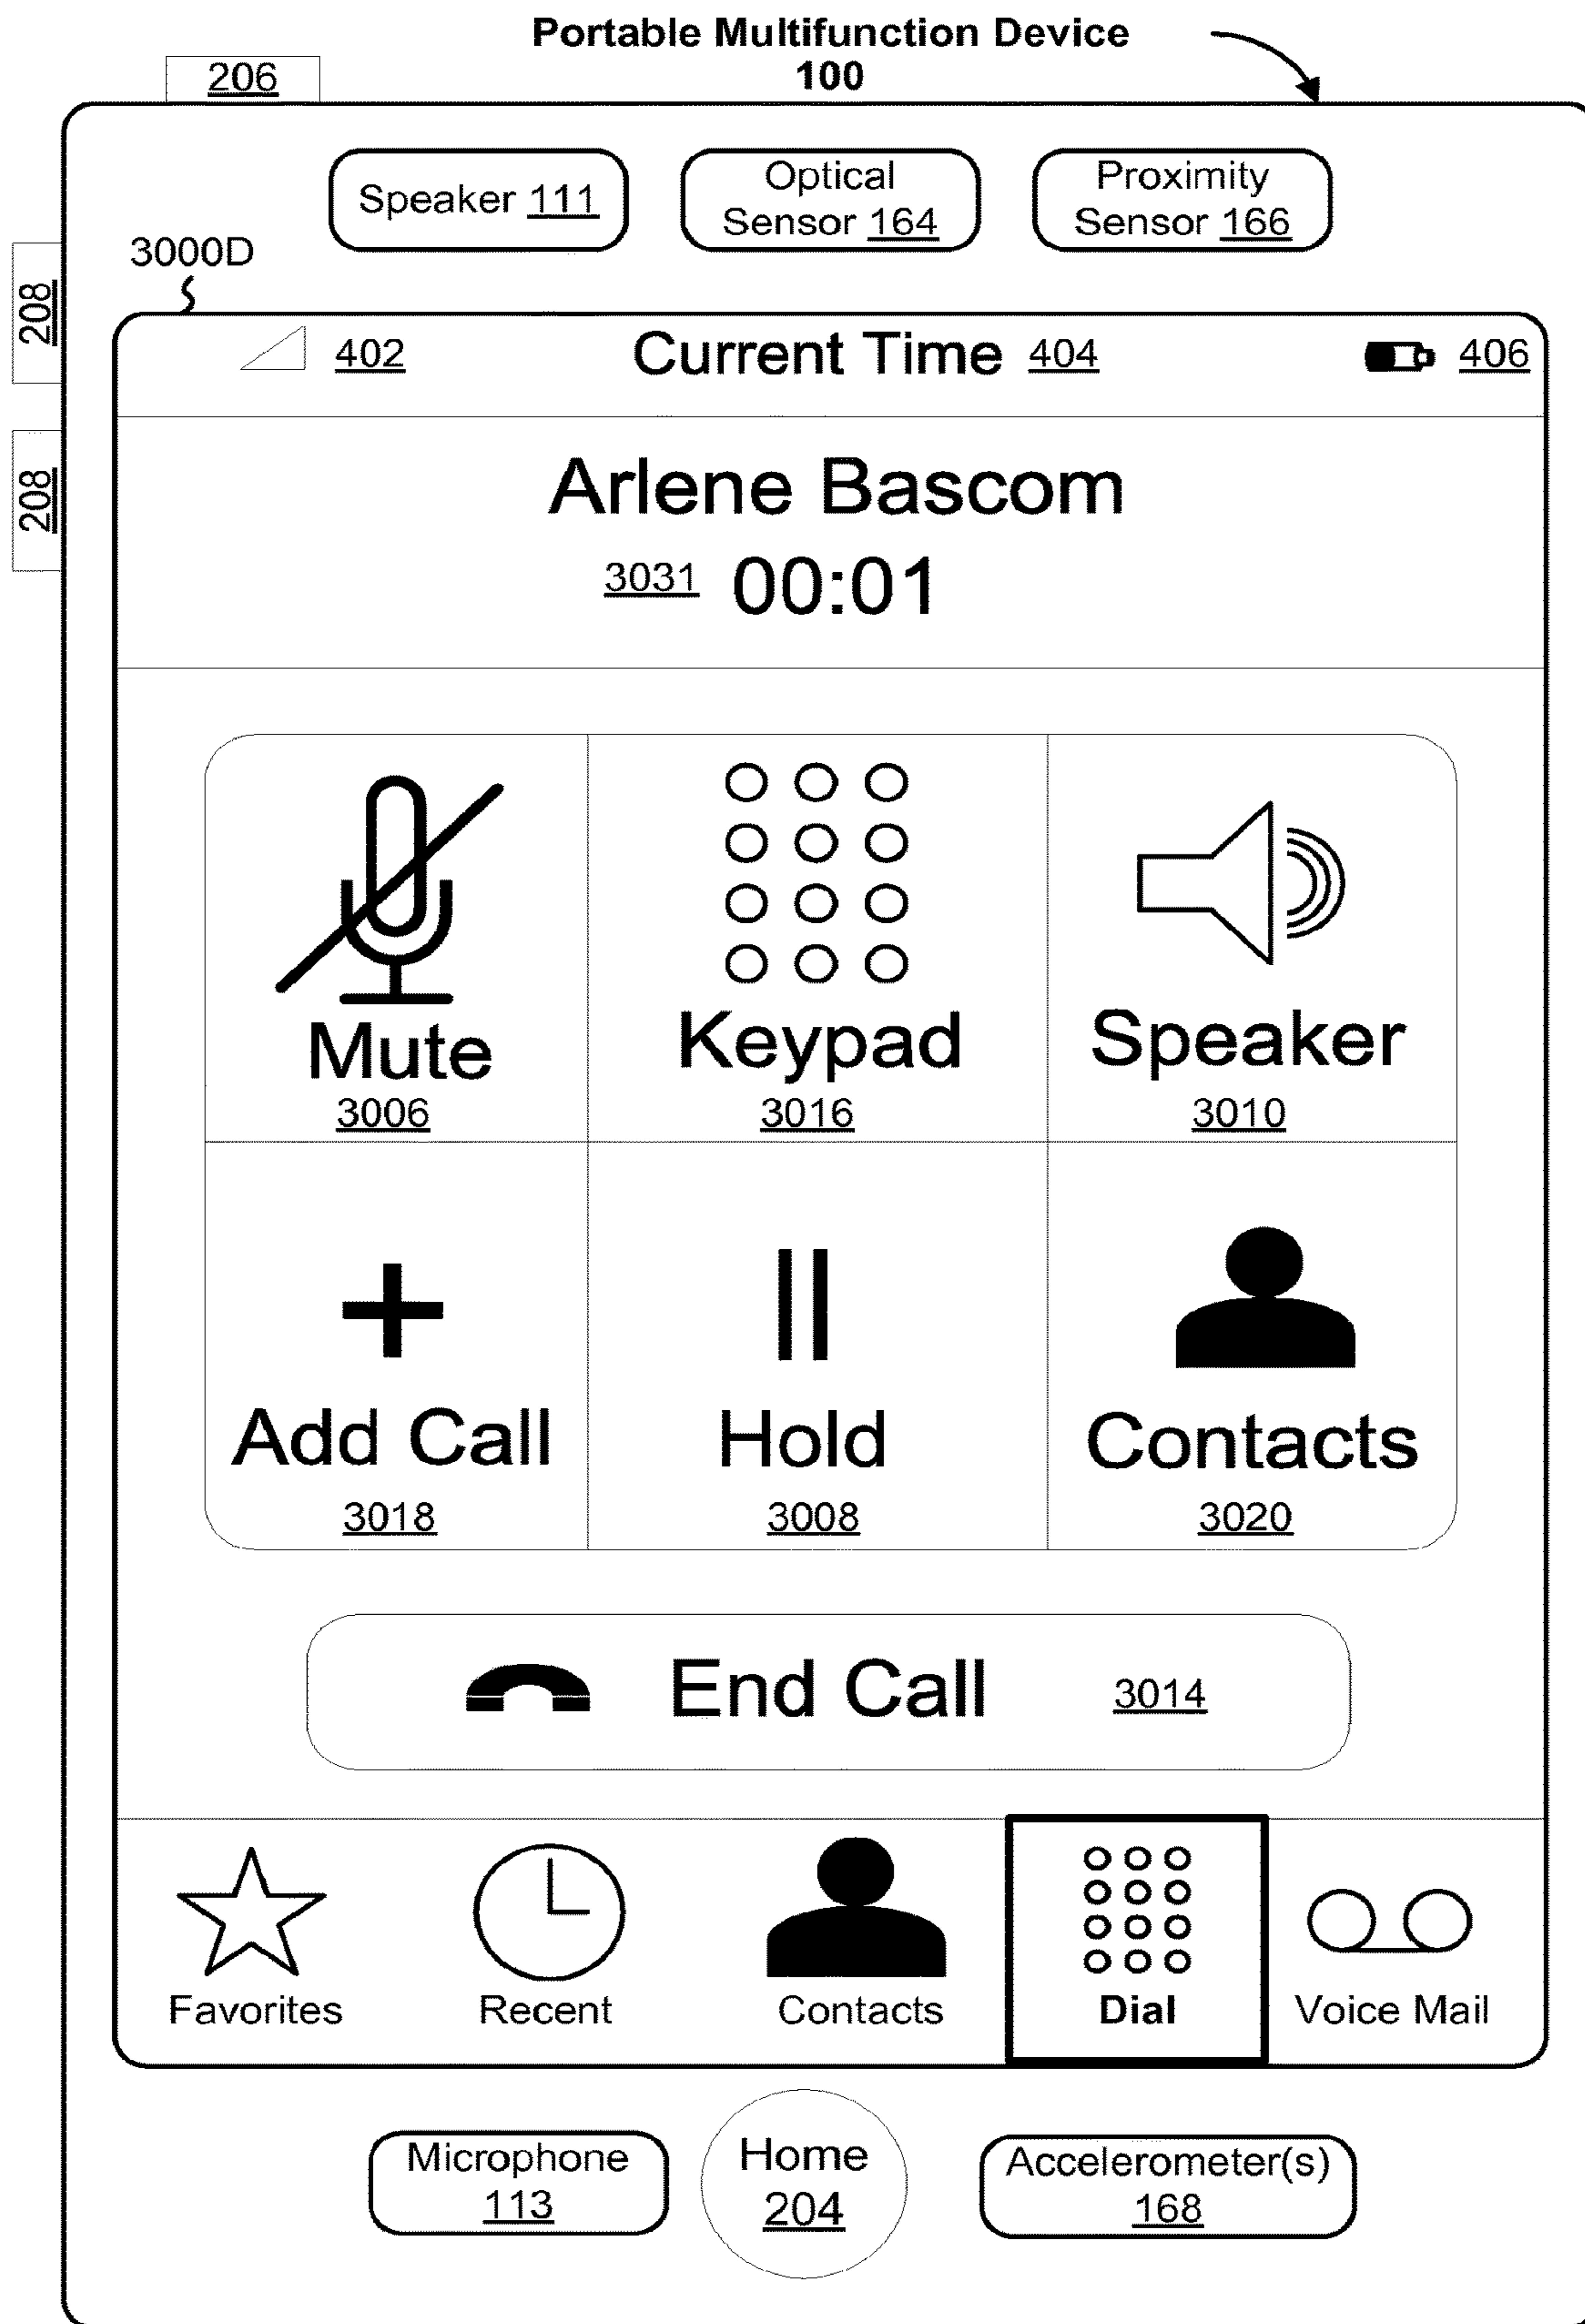 Portable Multifunction Device
100
206
Speaker 111
Optical
Sensor 164
Proximity
Sensor 166
3000D
208
208
402
Current Time 404
406
Arlene Bascom
3031 00:01
Mute
3006
Keypad
3016
Speaker
3010
Add Call
3018
Hold
3008
Contacts
3020
End Call 3014
Favorites
Recent
Contacts
Dial
Voice Mail
Microphone
113
Home
204
Accelerometer(s)
168